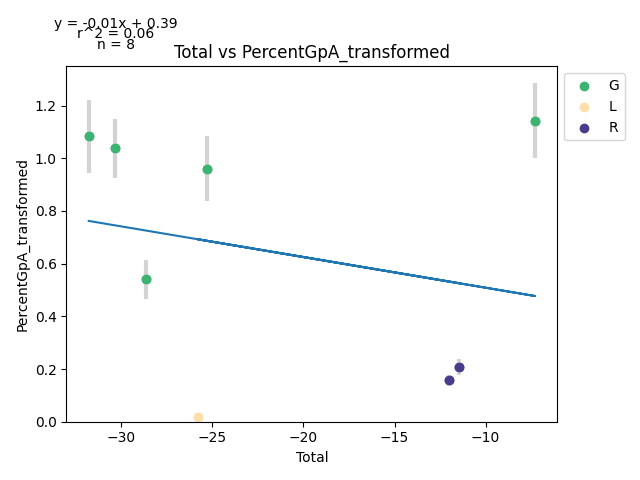 y = -0.01x + 0.39
r^2 = 0.06
n = 8
Total vs PercentGpA_transformed
G
L
R
PercentGpA_transformed
1.2
1.0
0.8
0.6
0.4
0.2
0.0
−30
−25
−20
−15
−10
Total